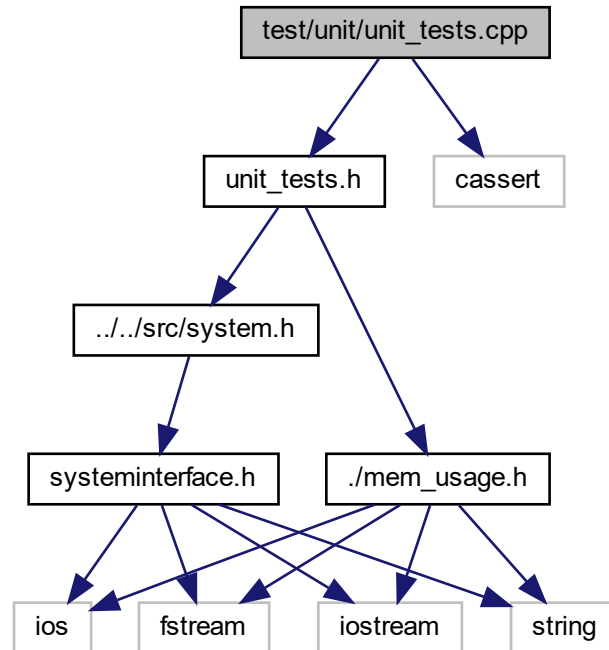 test/unit/unit_tests.cpp
unit_tests.h
cassert
../../src/system.h
systeminterface.h
./mem_usage.h
ios
fstream
iostream
string